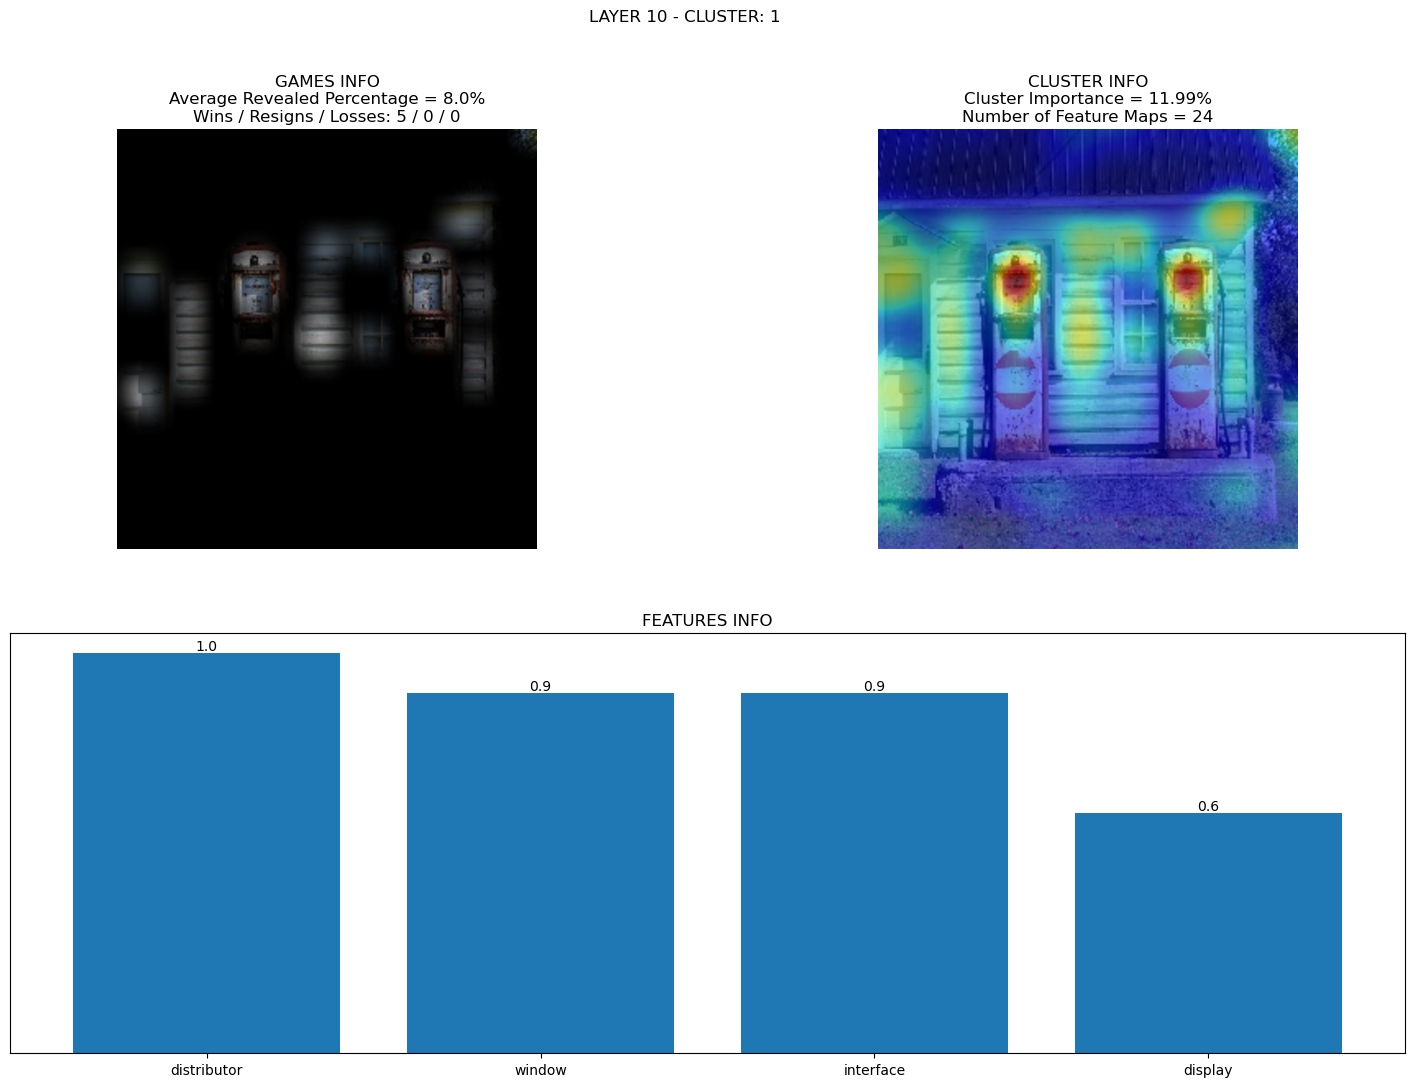 LAYER 10 - CLUSTER: 1
GAMES INFO
Average Revealed Percentage = 8.0%
Wins / Resigns / Losses: 5 / 0 / 0
CLUSTER INFO
Cluster Importance = 11.99%
Number of Feature Maps = 24
FEATURES INFO
1.0
0.9
0.9
0.6
distributor
window
interface
display